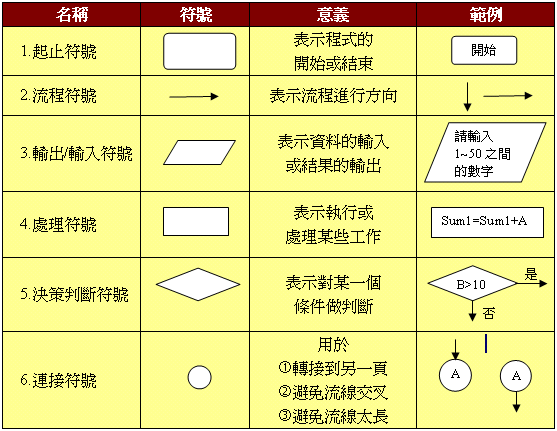 名稱 符號 意義 範例
1.起止符號 表示程式的 開始
開始或結束
2.流程符號 表示流程進行方向
3.輸出/輸入符號 表示資料的輸入 請輸入
或結果的輸出 1~50 之間
的數字
4.處理符號 表示執行或 Sum1=Sum1+A
處理某些工作
5.決策判斷符號 表示對某一個 B>10 是
條件做判斷 否
6.連接符號 用於 A A
①轉接到另一頁
②避免流線交叉
③避免流線太長